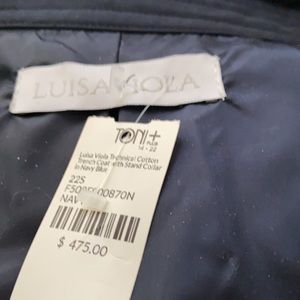 LUISA VIOLA
TONI+
PLUS
14 - 22
Luisa Viola Technical Cotton
Trench Coat with Stand Collar
in Navy Blue
22S
NAVY
$ 475.00